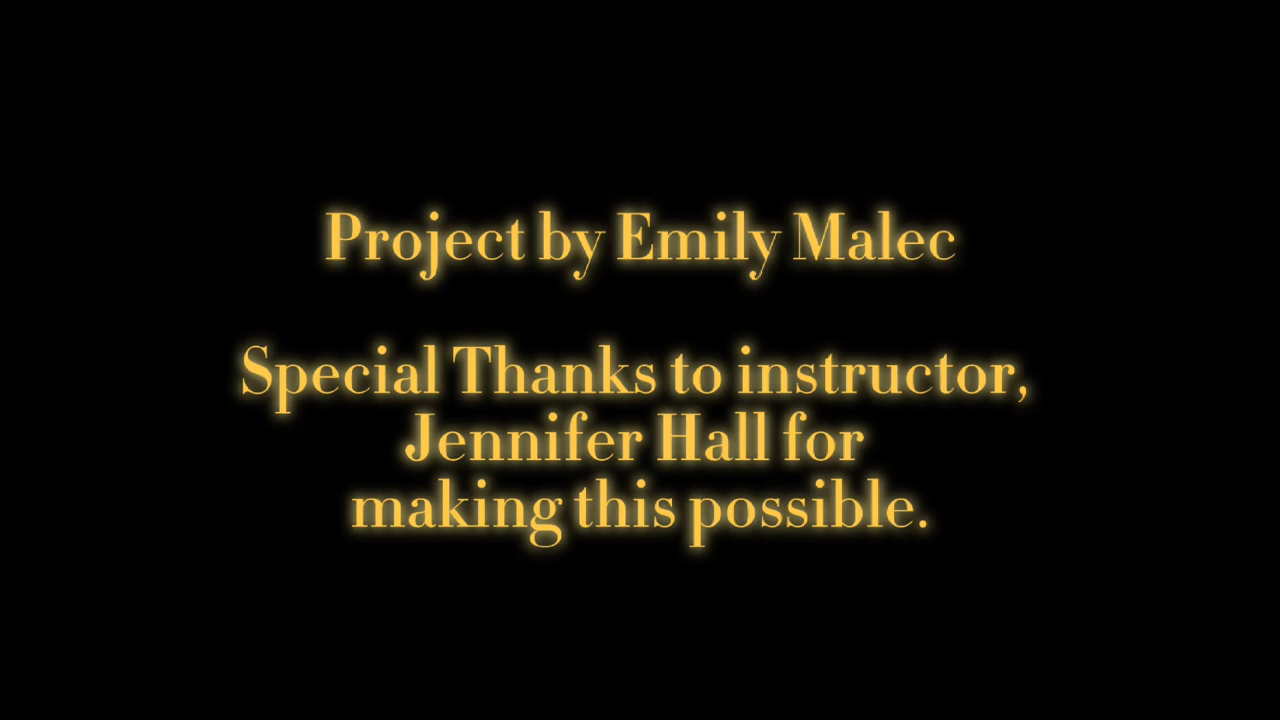 Project by Emily Malec
Special Thanks to instructor,
Jennifer Hall for
making this possible.